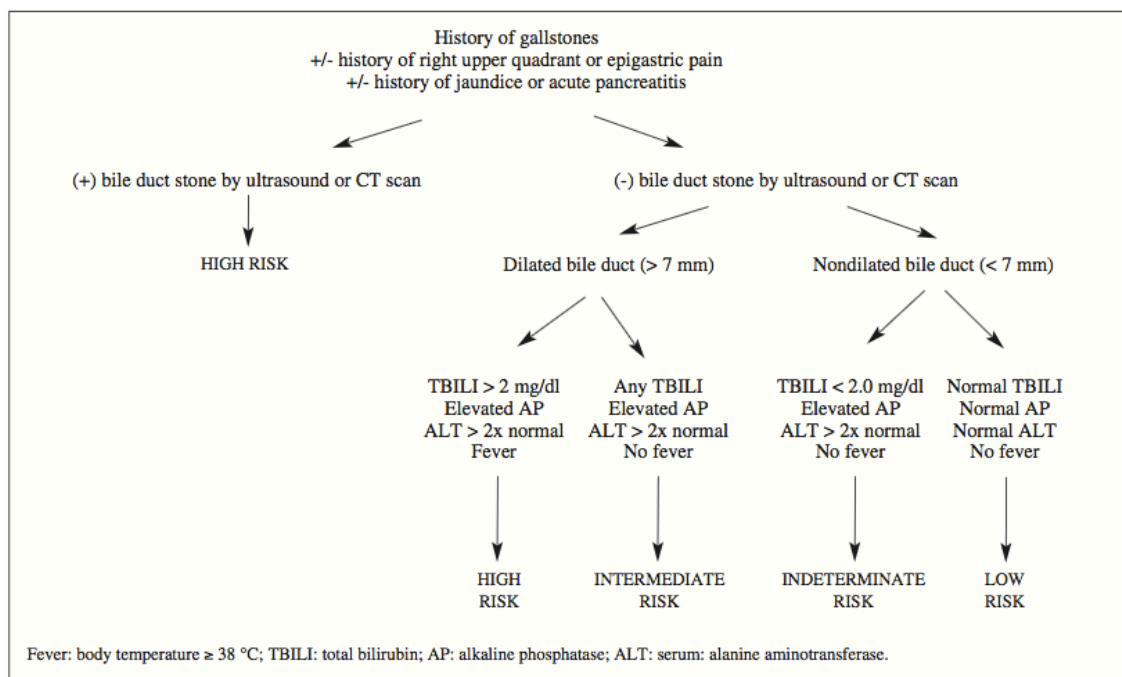 History of gallstones
+/- history of right upper quadrant or epigastric pain
+/- history of jaundice or acute pancreatitis
(+) bile duct stone by ultrasound or CT scan
(-) bile duct stone by ultrasound or CT scan
HIGH RISK
Dilated bile duct (> 7 mm)
Nondilated bile duct (< 7 mm)
TBILI > 2 mg/dl
Elevated AP
ALT > 2x normal
Fever
Any TBILI
Elevated AP
ALT > 2x normal
No fever
TBILI < 2.0 mg/dl
Elevated AP
ALT > 2x normal
No fever
Normal TBILI
Normal AP
Normal ALT
No fever
HIGH
RISK
INTERMEDIATE
RISK
INDETERMINATE
RISK
LOW
RISK
Fever: body temperature ≥ 38 °C; TBILI: total bilirubin; AP: alkaline phosphatase; ALT: serum: alanine aminotransferase.